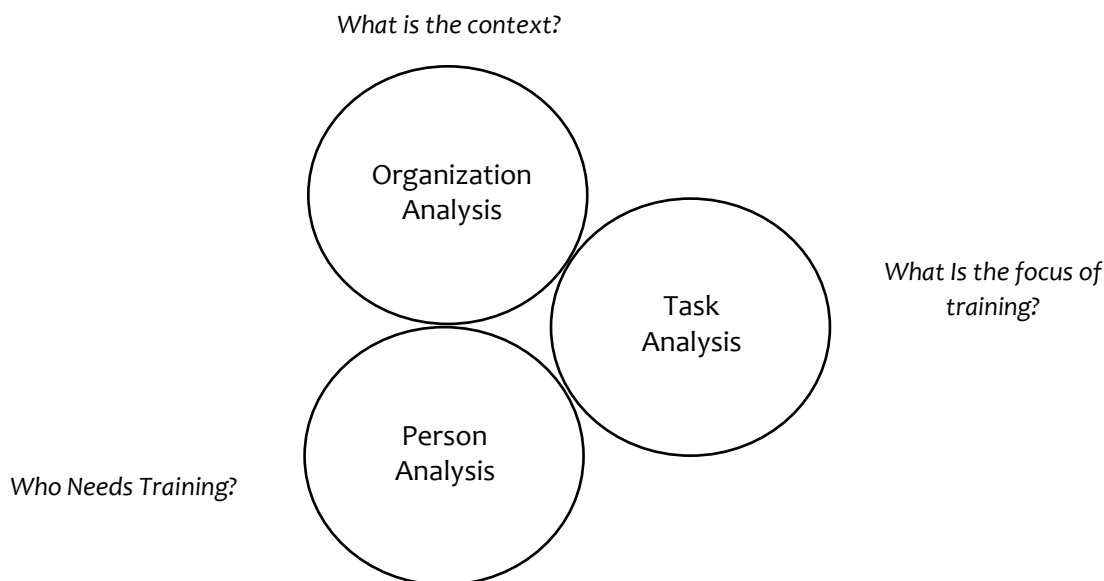 What is the context?
Organization
Analysis
What Is the focus of
training?
Task
Analysis
Person
Analysis
Who Needs Training?